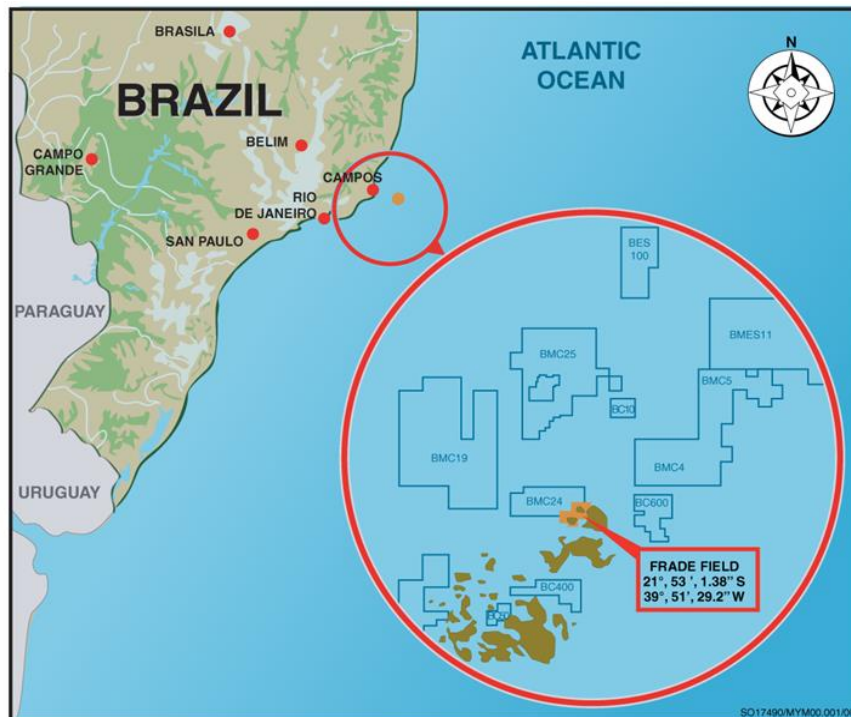 BRASILA
ATLANTIC
OCEAN
N
BRAZIL
BELIM
CAMPO
GRANDE
CAMPOS
RIO
DE JANEIRO
SAN PAULO
PARAGUAY
URUGUAY
BES
100
BMES11
BMC25
BMC5
BC10
BMC19
BMC4
BMC24
BC600
FRADE FIELD
21°, 53 ', 1.38" S
39°, 51', 29.2" W
BC400
BC60